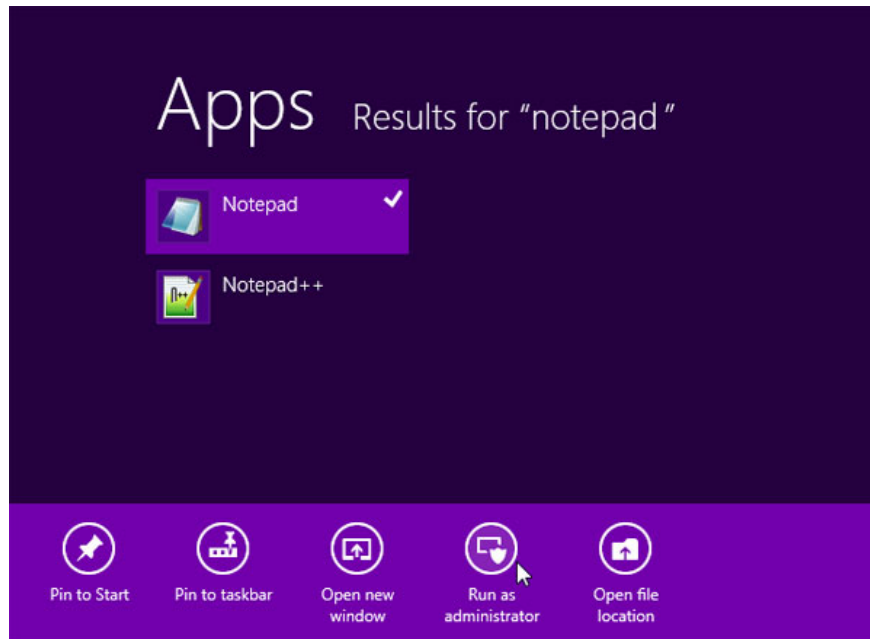 Apps Results for "notepad"
Notepad
Notepad++
Pin to Start
Pin to taskbar
Open new
window
Run as
administrator
Open file
location